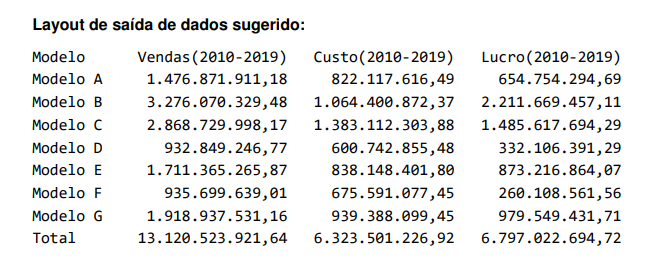 Layout de saída de dados sugerido:
Modelo Vendas(2010-2019) Custo(2010-2019) Lucro(2010-2019)
Modelo A 1.476.871.911,18 822.117.616,49 654.754.294,69
Modelo B 3.276.070.329,48 1.064.400.872,37 2.211.669.457,11
Modelo C 2.868.729.998,17 1.383.112.303,88 1.485.617.694,29
Modelo D 932.849.246,77 600.742.855,48 332.106.391,29
Modelo E 1.711.365.265,87 838.148.401,80 873.216.864,07
Modelo F 935.699.639,01 675.591.077,45 260.108.561,56
Modelo G 1.918.937.531,16 939.388.099,45 979.549.431,71
Total 13.120.523.921,64 6.323.501.226,92 6.797.022.694,72